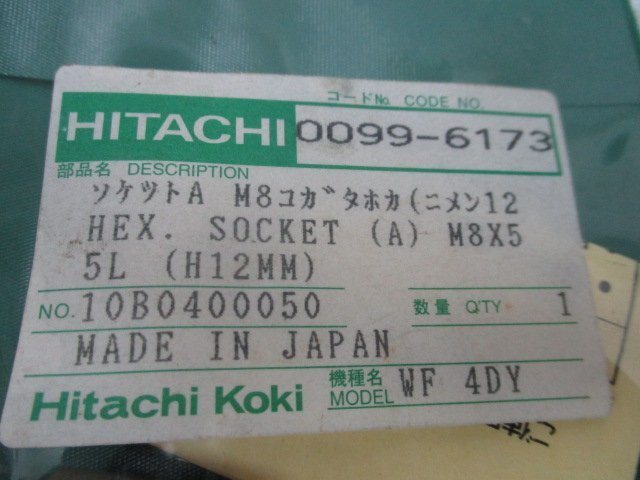 コードNo. CODE NO.
HITACHI 0099-6173
部品名 DESCRIPTION
ソケツトA M8コガタホカ(ニメン12
HEX. SOCKET (A) M8X5
5L (H12MM)
NO. 10B0400050 数量 Q'TY 1
MADE IN JAPAN
Hitachi Koki 機種名 MODEL WF 4DY